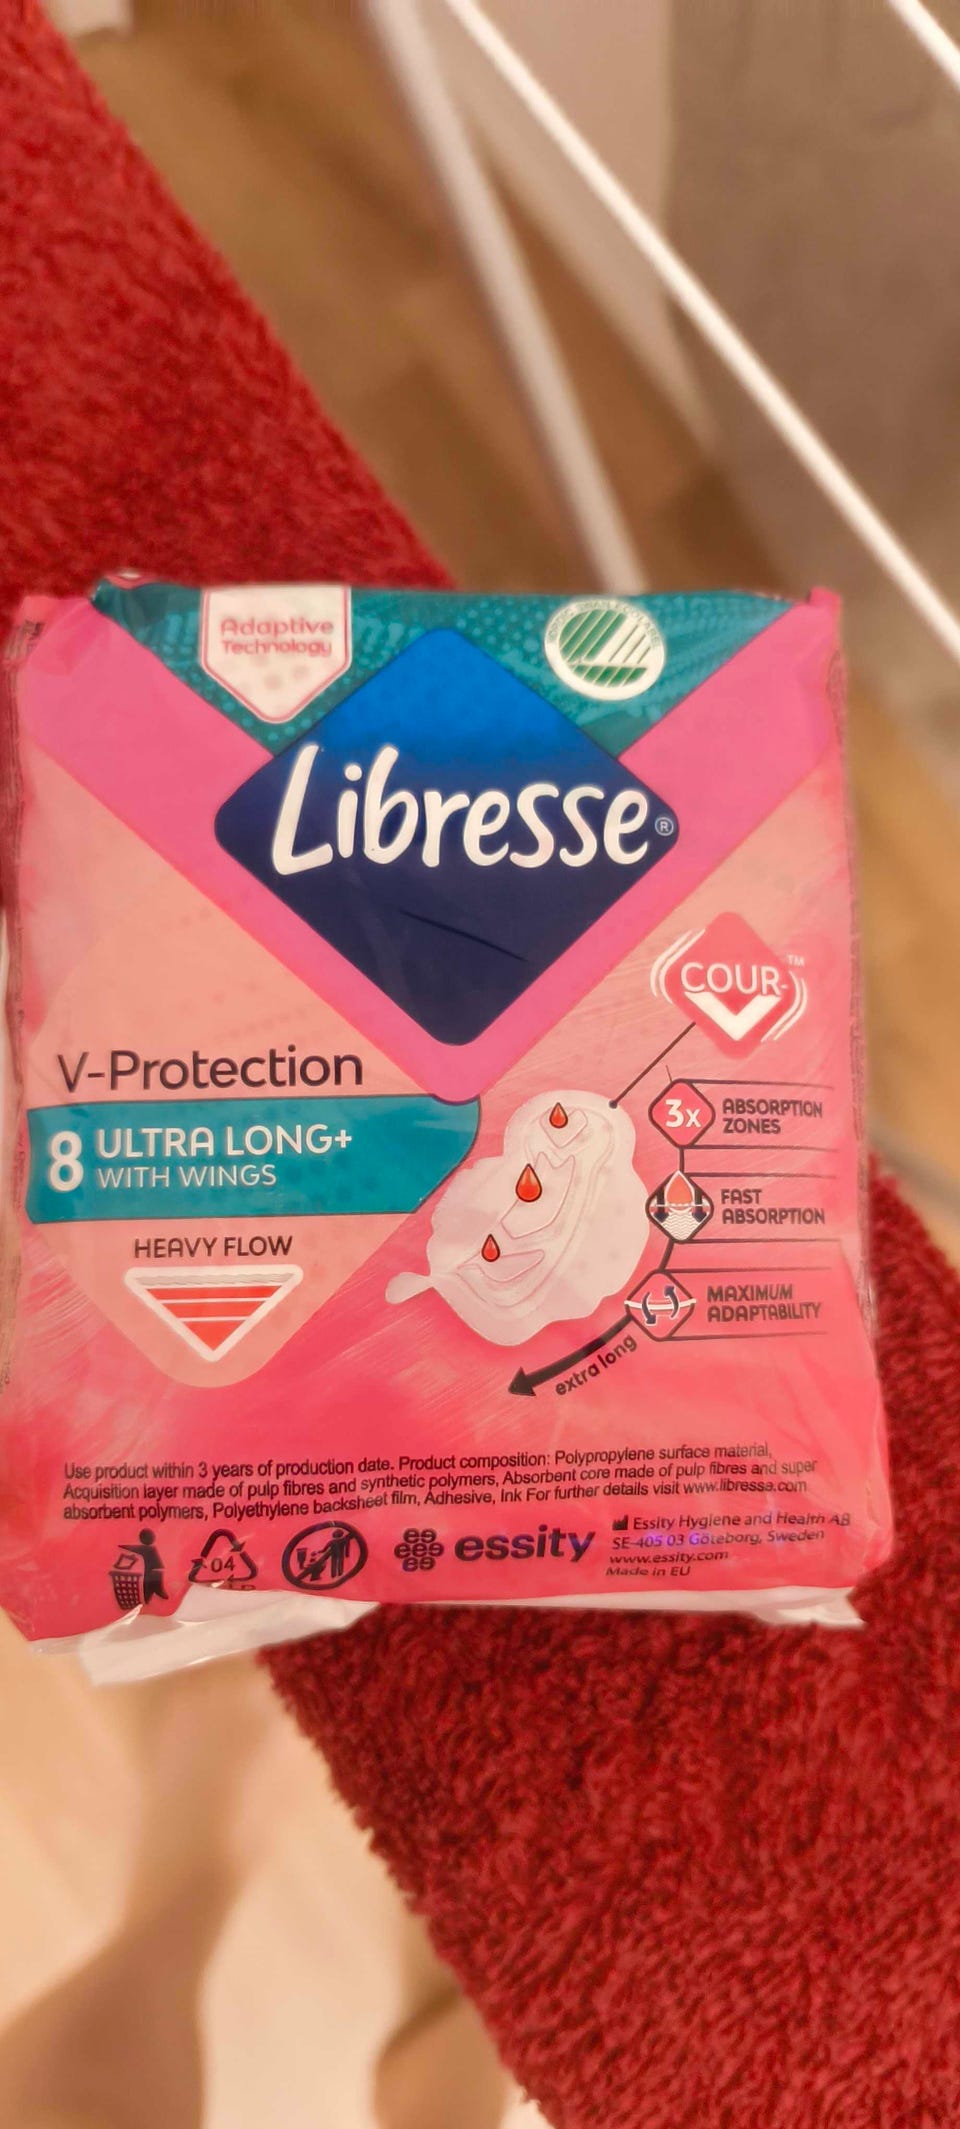 Adaptive
Technology
Libresse®
COUR-V™
V-Protection
8 ULTRA LONG+
WITH WINGS
HEAVY FLOW
3x ABSORPTION
ZONES
FAST
ABSORPTION
MAXIMUM
ADAPTABILITY
extra long
Use product within 3 years of production date. Product composition: Polypropylene surface material,
Acquisition layer made of pulp fibres and synthetic polymers, Absorbent core made of pulp fibres and super
absorbent polymers, Polyethylene backsheet film, Adhesive, Ink For further details visit www.libresse.com
04
essity
Essity Hygiene and Health AB
SE-405 03 Göteborg, Sweden
www.essity.com
Made in EU